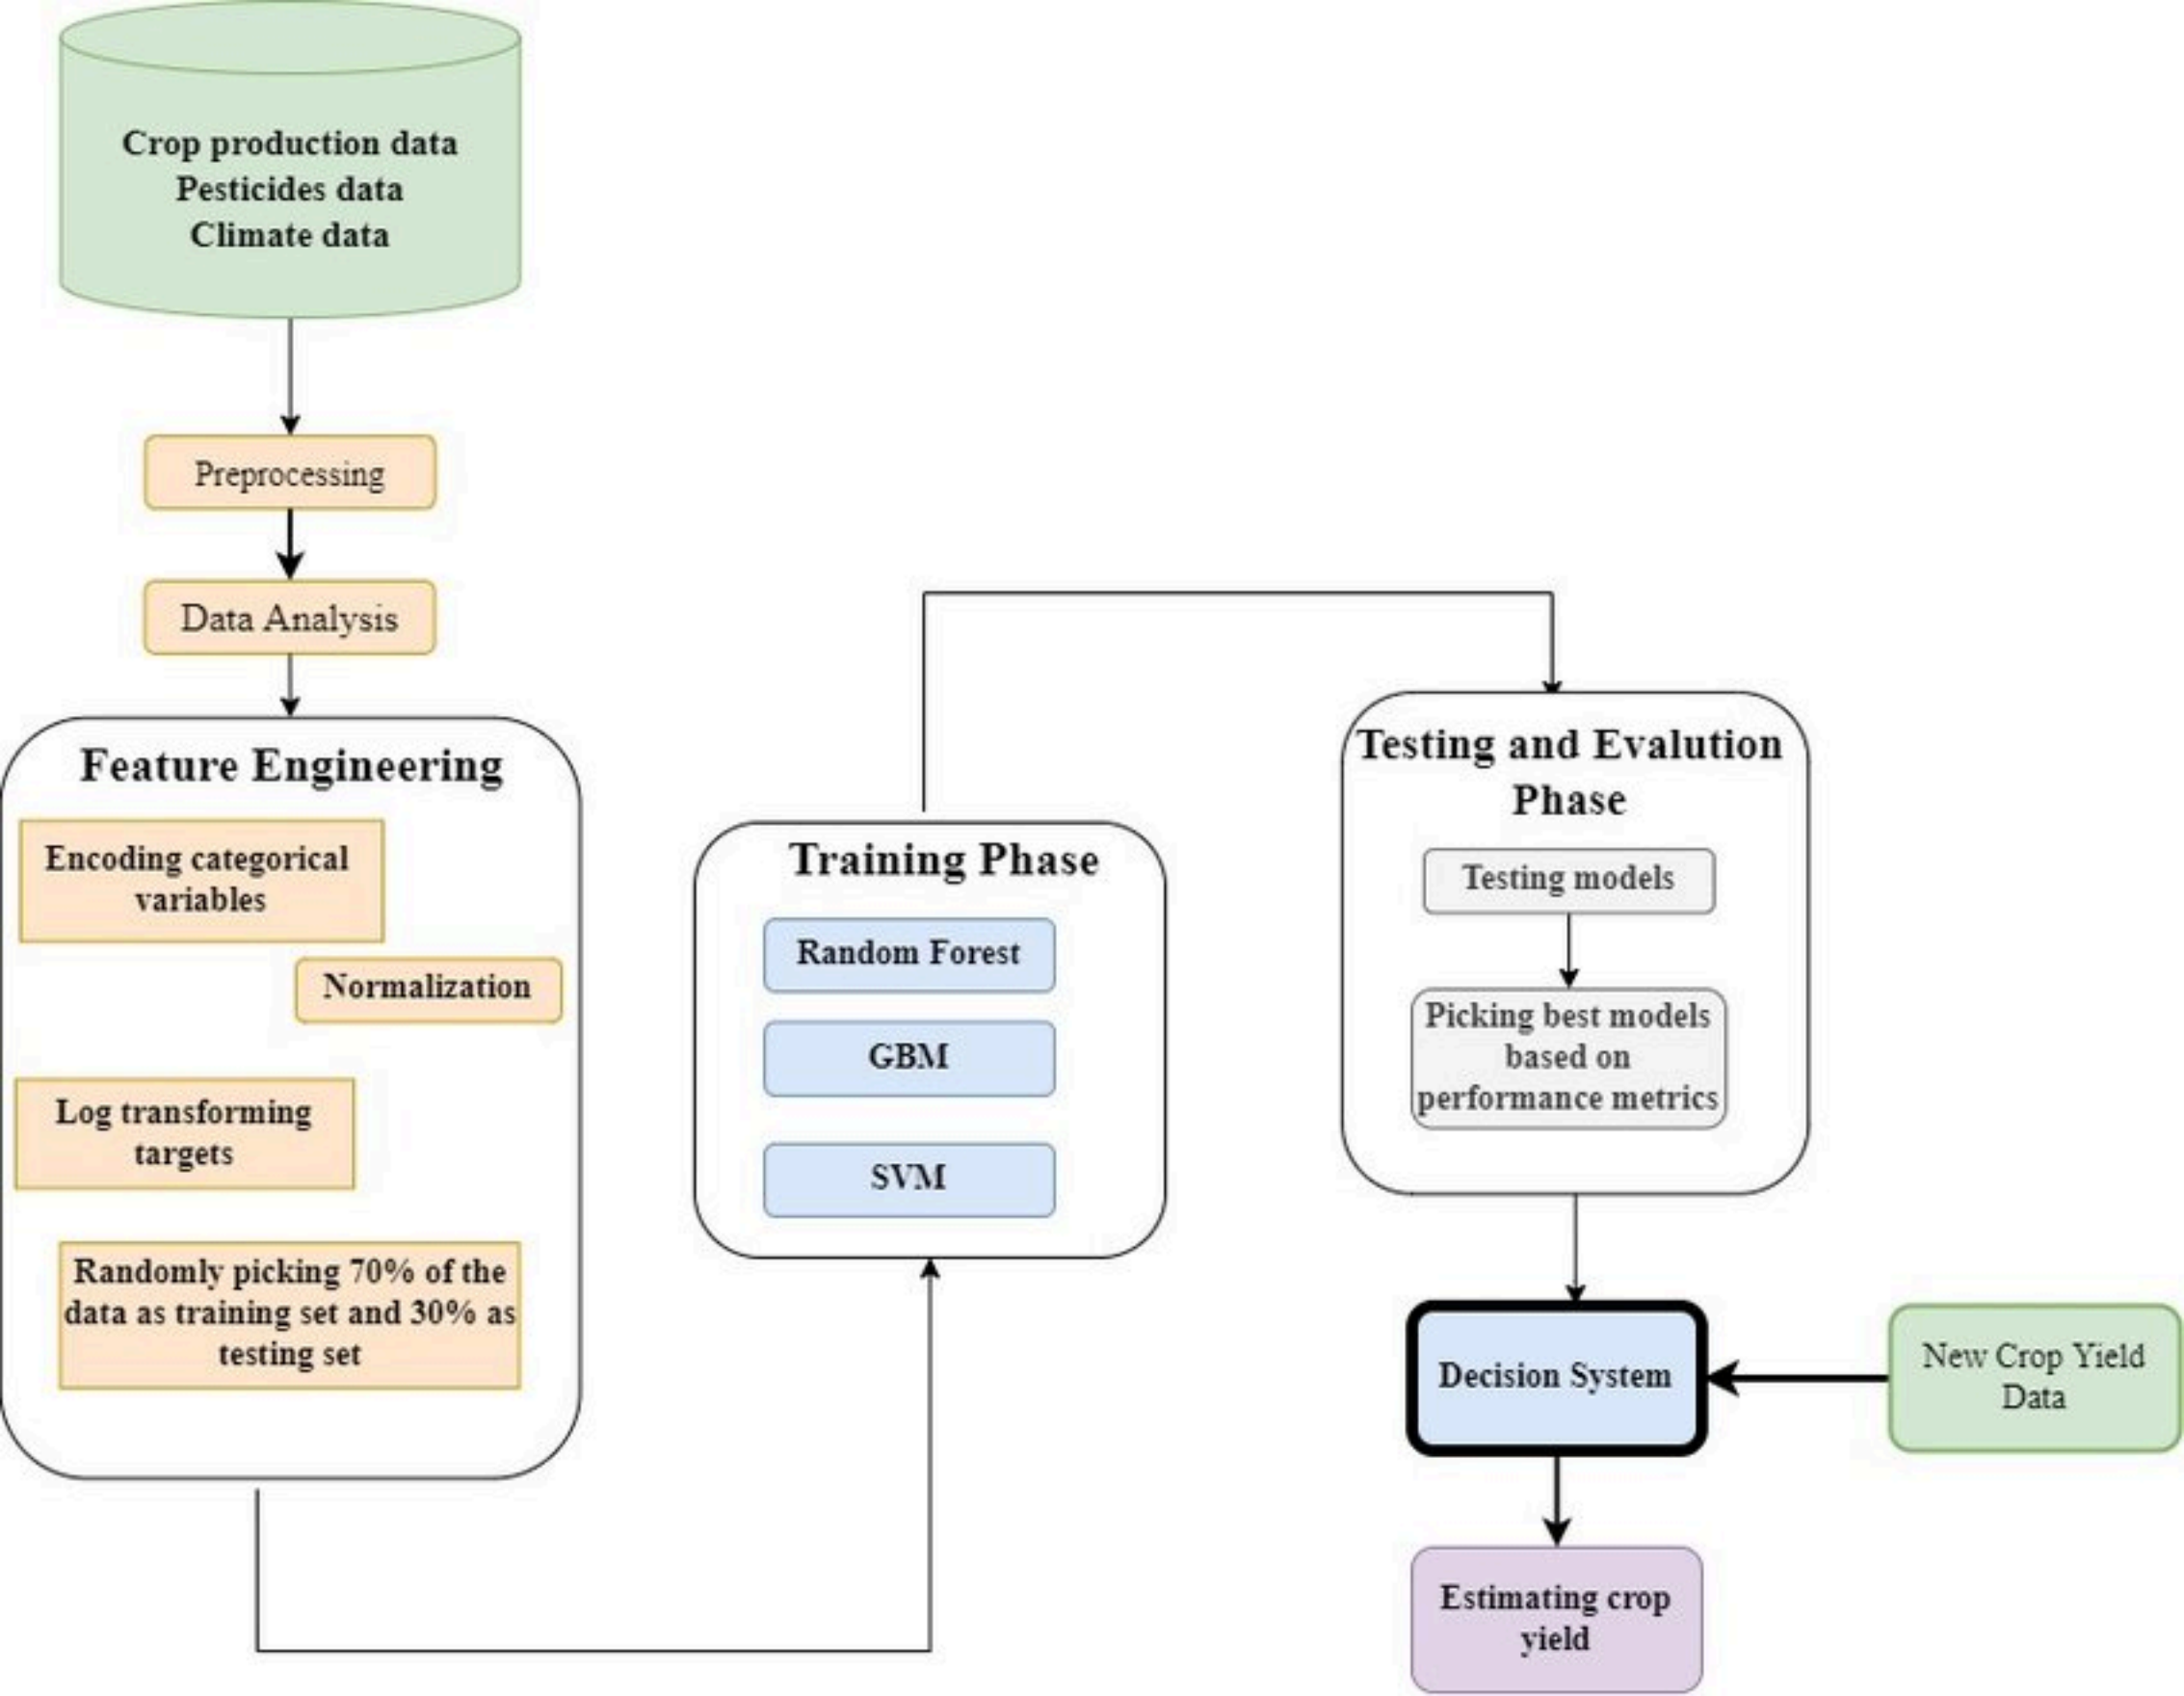 Crop production data
Pesticides data
Climate data
Preprocessing
Data Analysis
Feature Engineering
Encoding categorical
variables
Normalization
Log transforming
targets
Randomly picking 70% of the
data as training set and 30% as
testing set
Training Phase
Random Forest
GBM
SVM
Testing and Evalution
Phase
Testing models
Picking best models
based on
performance metrics
Decision System
New Crop Yield
Data
Estimating crop
yield